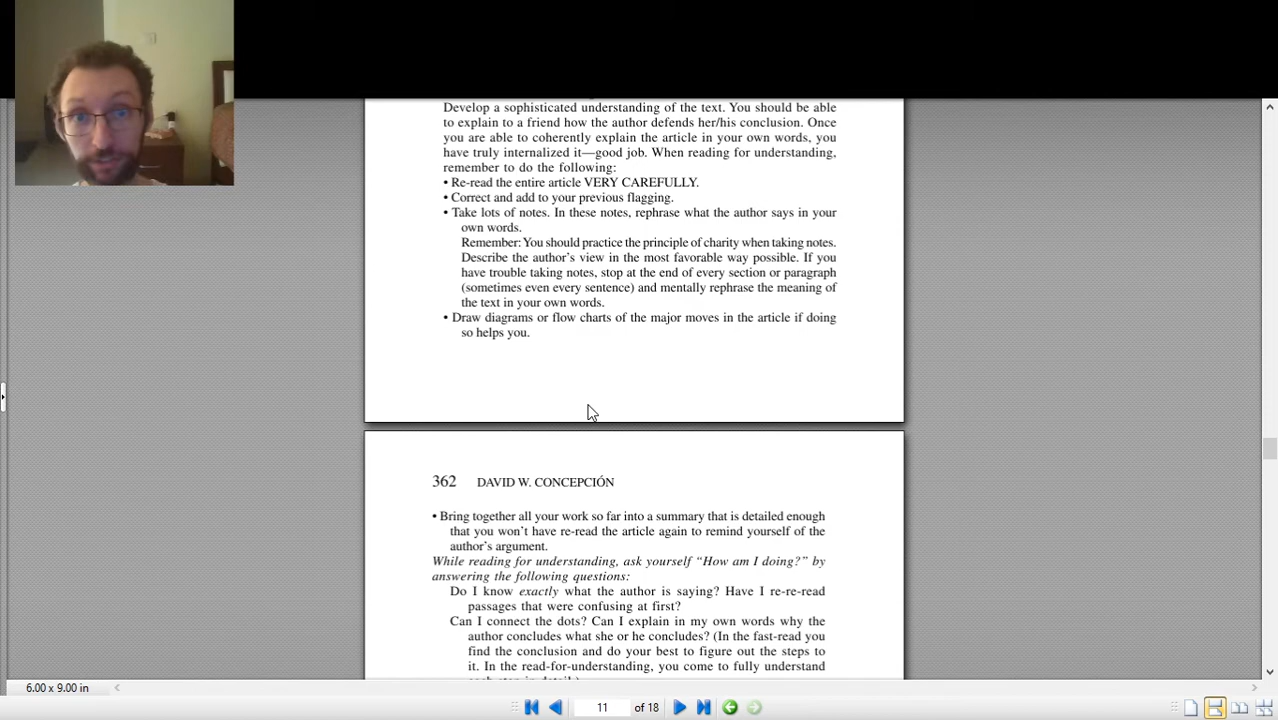 Develop a sophisticated understanding of the text. You should be able
to explain to a friend how the author defends her/his conclusion. Once
you are able to coherently explain the article in your own words, you
have truly internalized it—good job. When reading for understanding,
remember to do the following:
• Re-read the entire article VERY CAREFULLY.
• Correct and add to your previous flagging.
• Take lots of notes. In these notes, rephrase what the author says in your
own words.
Remember: You should practice the principle of charity when taking notes.
Describe the author's view in the most favorable way possible. If you
have trouble taking notes, stop at the end of every section or paragraph
(sometimes even every sentence) and mentally rephrase the meaning of
the text in your own words.
• Draw diagrams or flow charts of the major moves in the article if doing
so helps you.
362 DAVID W. CONCEPCIÓN
• Bring together all your work so far into a summary that is detailed enough
that you won't have re-read the article again to remind yourself of the
author's argument.
While reading for understanding, ask yourself "How am I doing?" by
answering the following questions:
Do I know exactly what the author is saying? Have I re-re-read
passages that were confusing at first?
Can I connect the dots? Can I explain in my own words why the
author concludes what she or he concludes? (In the fast-read you
find the conclusion and do your best to figure out the steps to
it. In the read-for-understanding, you come to fully understand
6.00 x 9.00 in
11 of 18